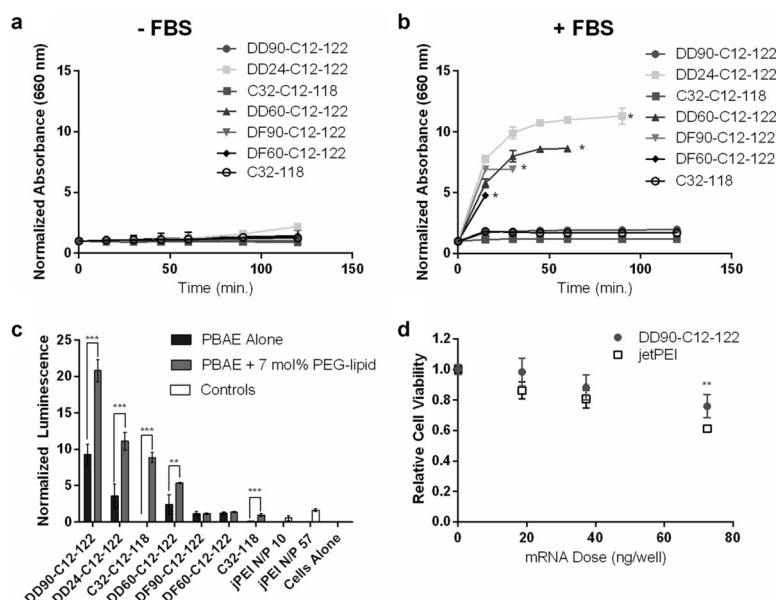 a
- FBS
Normalized Absorbance (660 nm)
15
10
5
0
0
50
100
150
Time (min.)
DD90-C12-122
DD24-C12-122
C32-C12-118
DD60-C12-122
DF90-C12-122
DF60-C12-122
C32-118
b
+ FBS
Normalized Absorbance (660 nm)
15
10
5
0
0
50
100
150
Time (min.)
DD90-C12-122
DD24-C12-122
C32-C12-118
DD60-C12-122
DF90-C12-122
DF60-C12-122
C32-118
*
*
*
*
c
Normalized Luminescence
25
20
15
10
5
0
***
***
***
**
***
PBAE Alone
PBAE + 7 mol% PEG-lipid
Controls
DD90-C12-122
DD24-C12-122
C32-C12-118
DD60-C12-122
DF90-C12-122
DF60-C12-122
C32-118
jPEI N/P 10
jPEI N/P 57
Cells Alone
d
Relative Cell Viability
1.2
1.0
0.8
0.6
0.4
0.2
0.0
0
20
40
60
80
mRNA Dose (ng/well)
DD90-C12-122
jetPEI
**